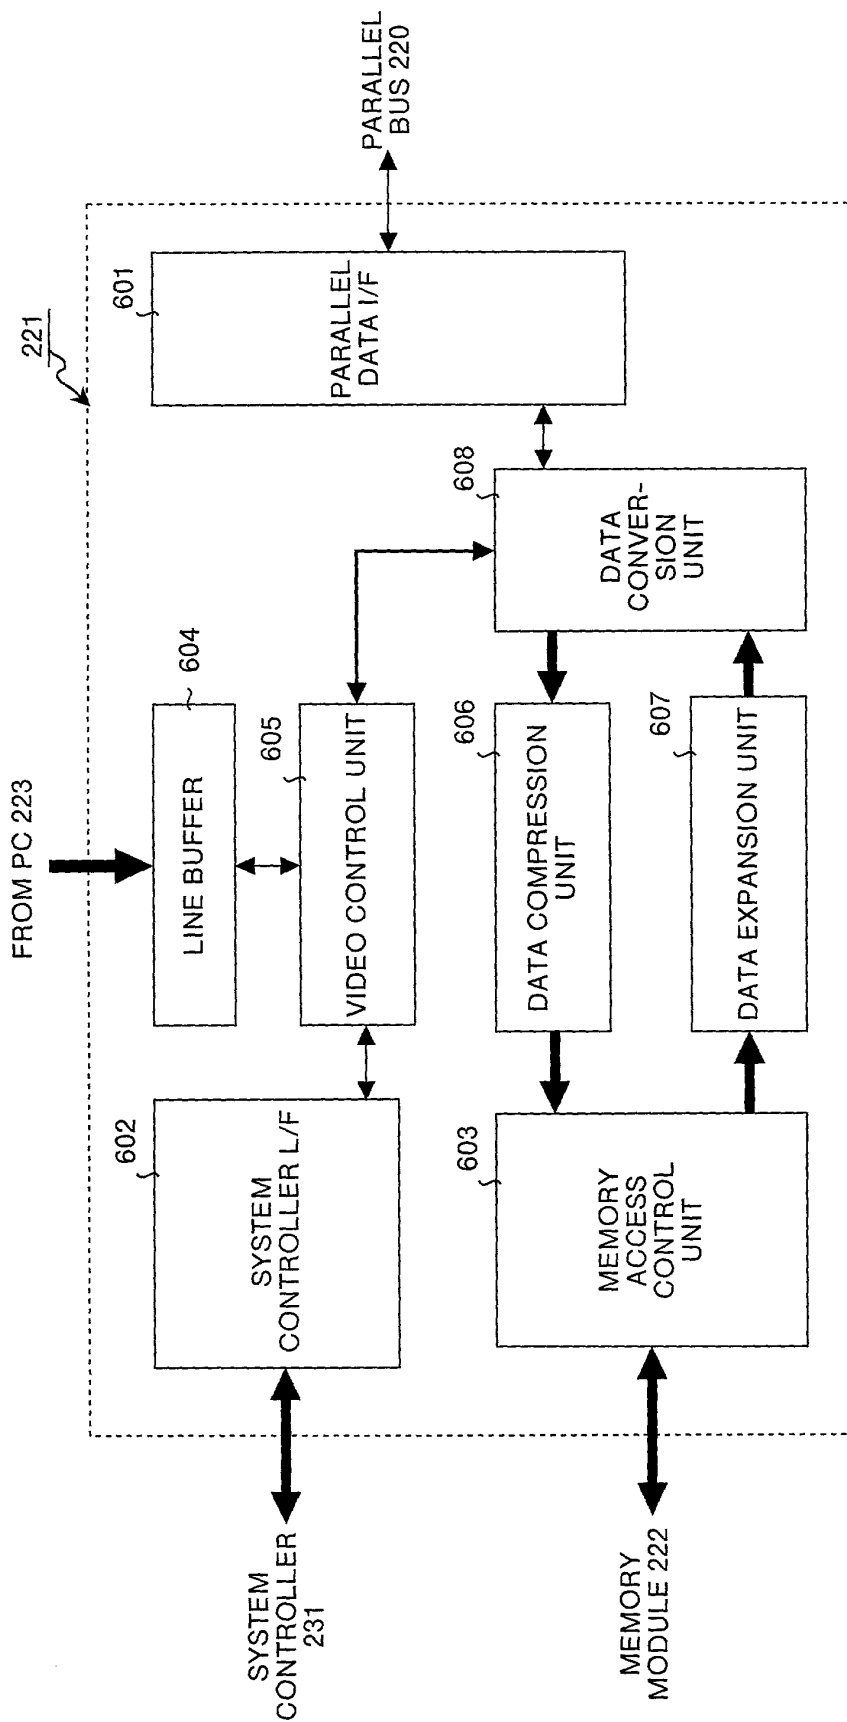 FROM PC 223
221
604
LINE BUFFER
605
VIDEO CONTROL UNIT
602
SYSTEM
CONTROLLER L/F
SYSTEM
CONTROLLER
231
601
PARALLEL
DATA I/F
PARALLEL
BUS 220
608
DATA
CONVER-
SION
UNIT
606
DATA COMPRESSION
UNIT
607
DATA EXPANSION UNIT
603
MEMORY
ACCESS
CONTROL
UNIT
MEMORY
MODULE 222